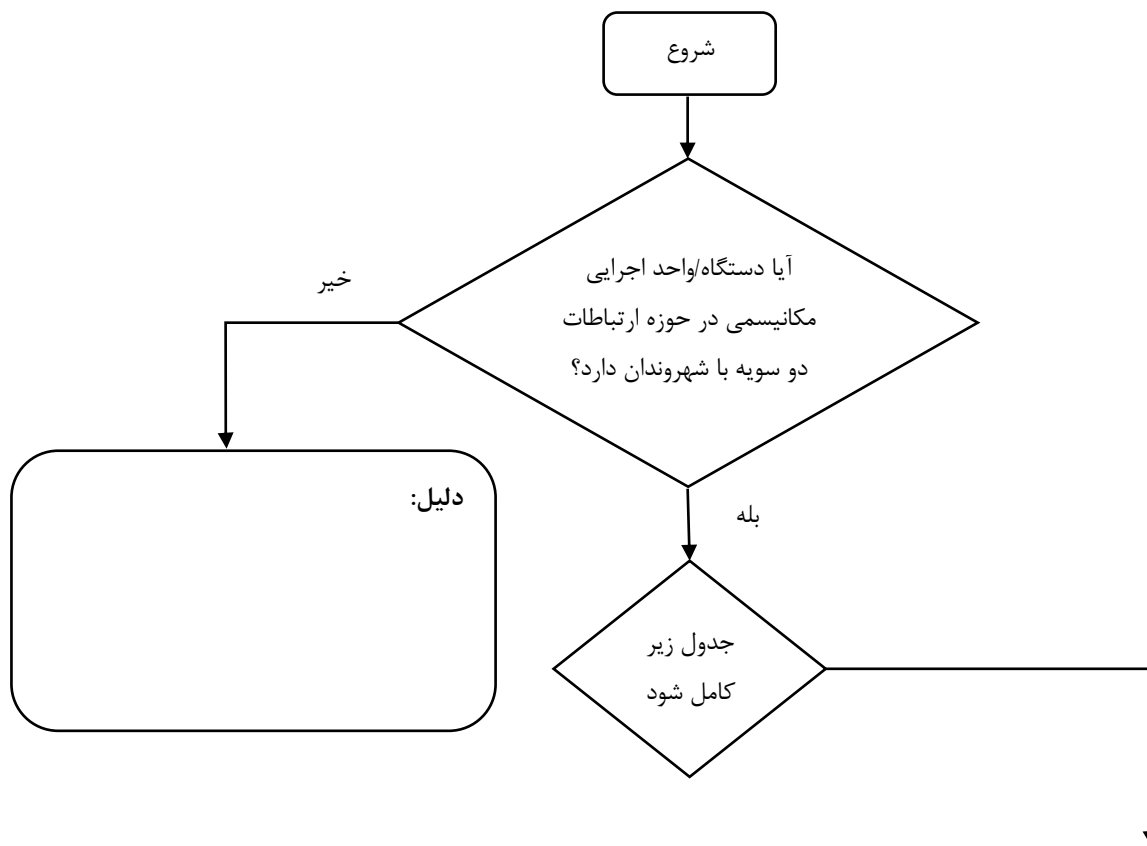 شروع
آیا دستگاه/واحد اجرایی
مکانیسمی در حوزه ارتباطات
دو سویه با شهروندان دارد؟
خیر
دلیل:
بله
جدول زیر
کامل شود